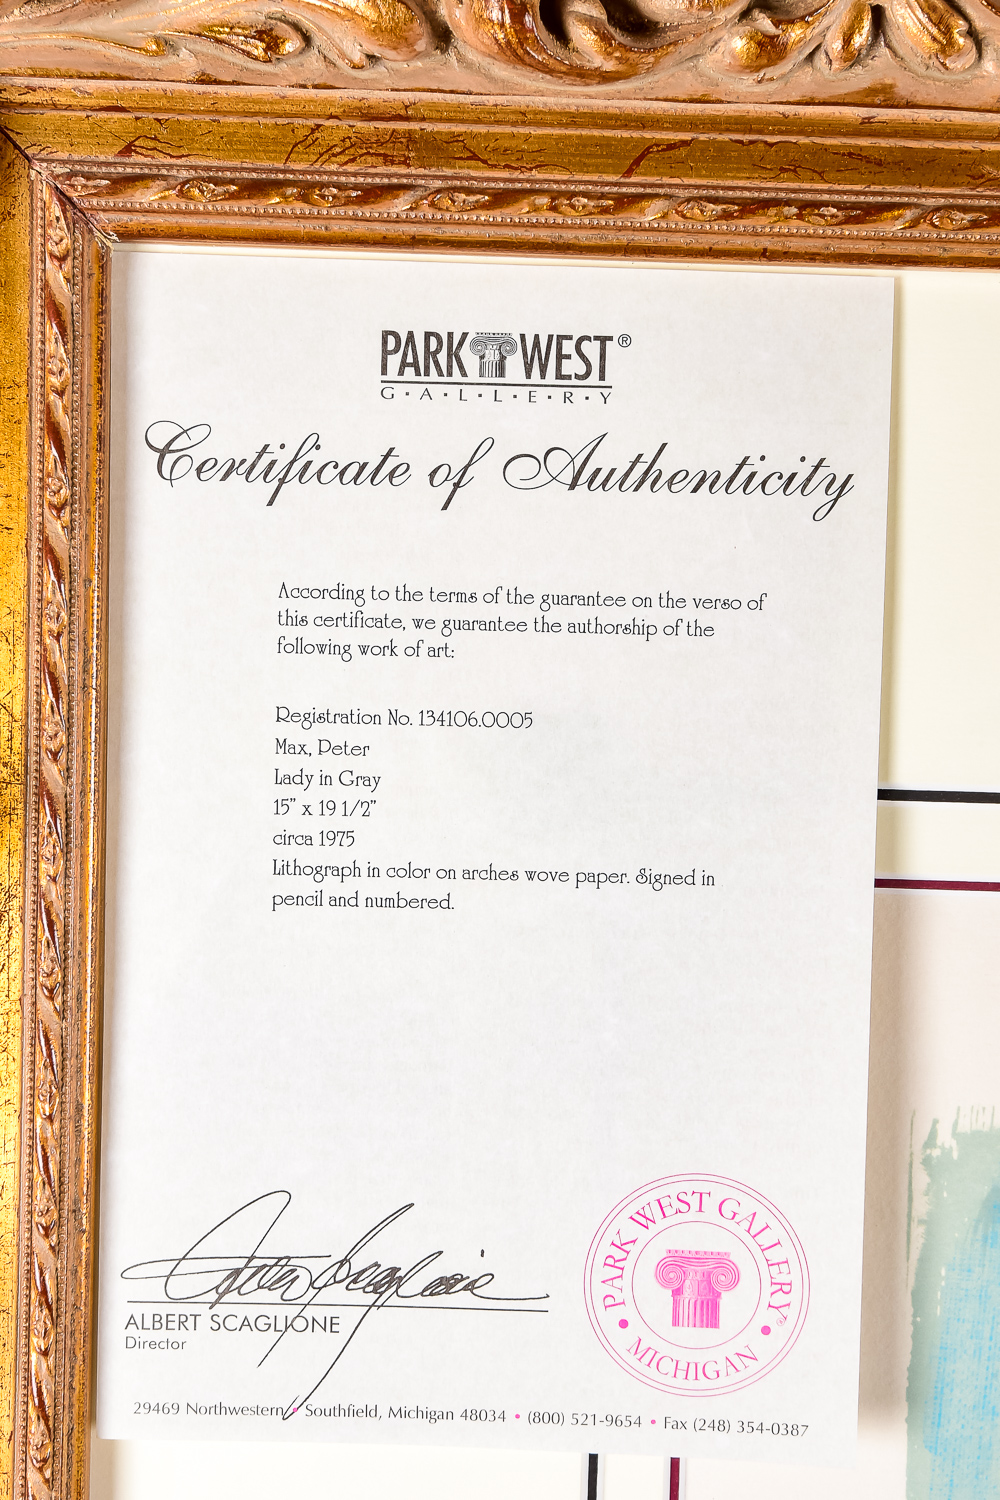 PARK WEST®
G·A·L·L·E·R·Y
Certificate of Authenticity
According to the terms of the guarantee on the verso of
this certificate, we guarantee the authorship of the
following work of art:
Registration No. 134106.0005
Max, Peter
Lady in Gray
15" x 19 1/2"
circa 1975
Lithograph in color on arches wove paper. Signed in
pencil and numbered.
Albert Scaglione
ALBERT SCAGLIONE
Director
PARK WEST GALLERY®
• MICHIGAN •
29469 Northwestern • Southfield, Michigan 48034 • (800) 521-9654 • Fax (248) 354-0387